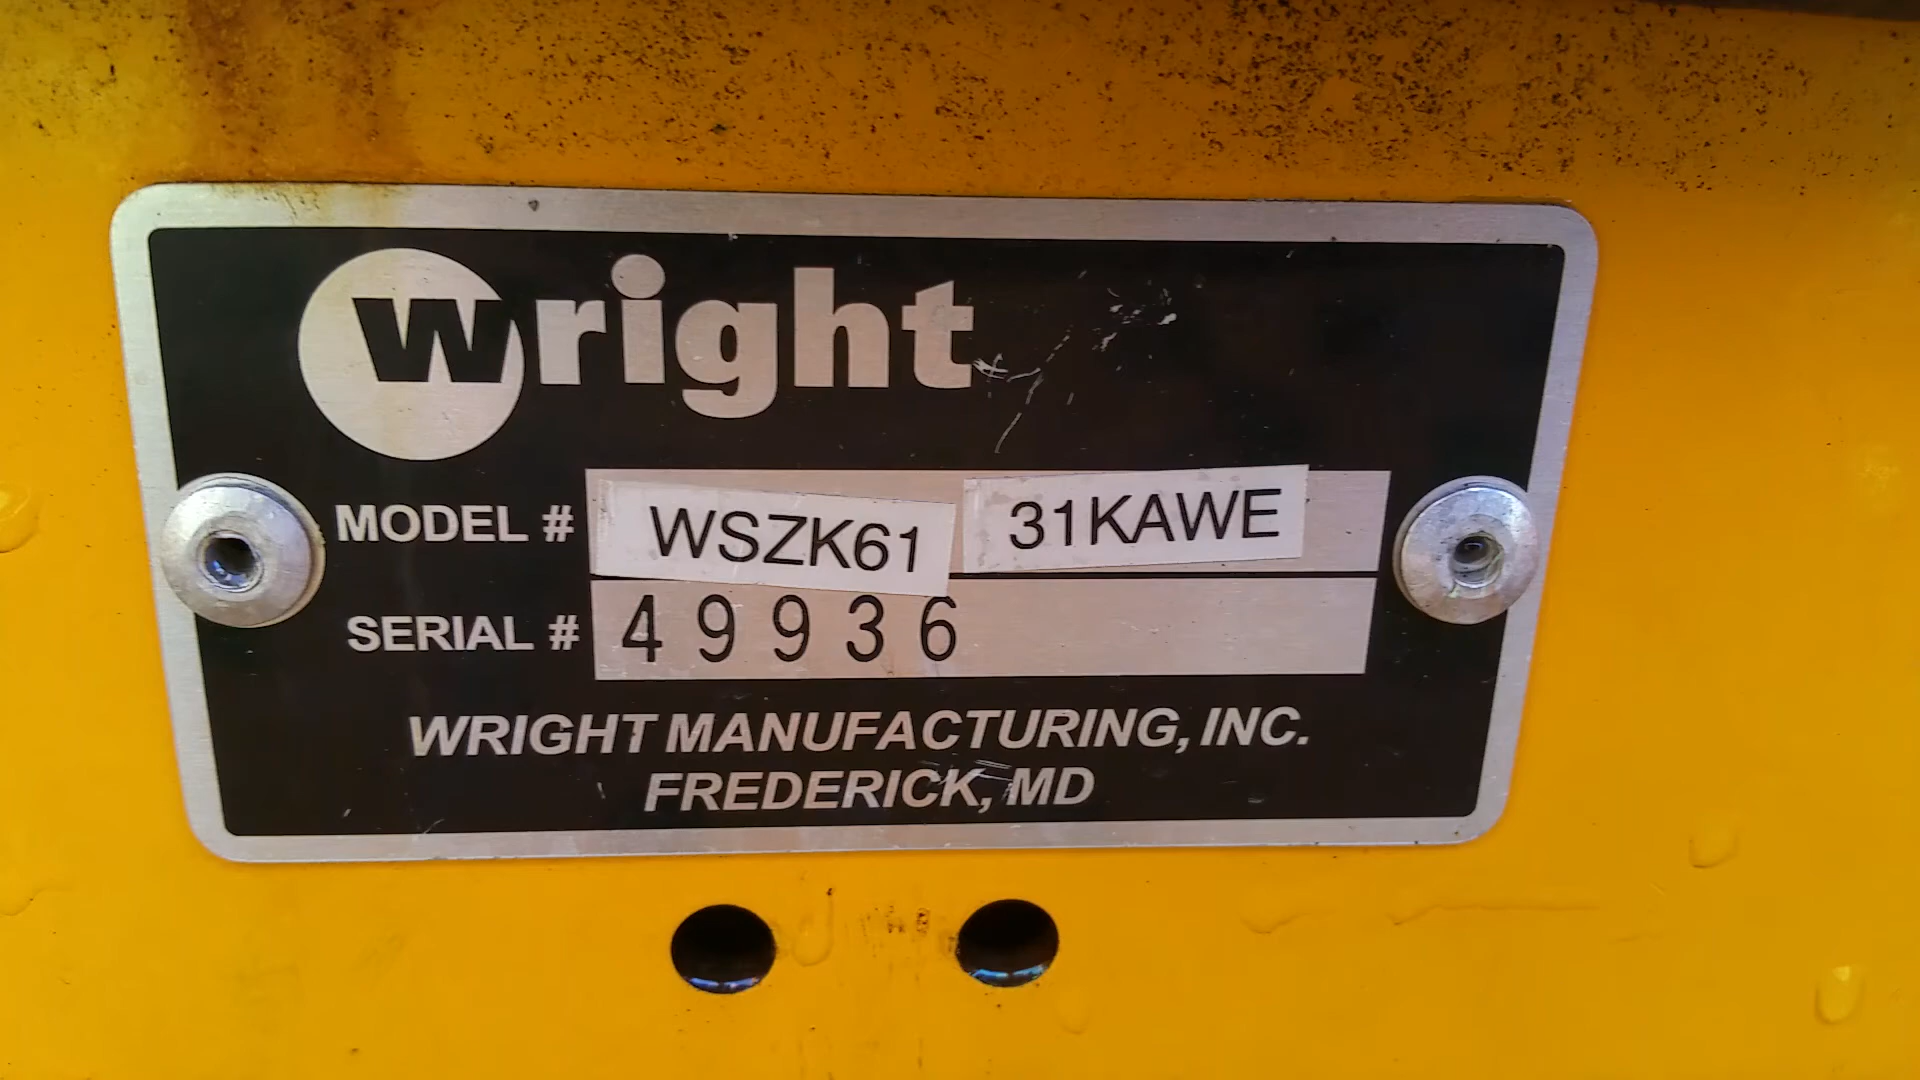 wright
MODEL # WSZK61 31KAWE
SERIAL # 49936
WRIGHT MANUFACTURING, INC.
FREDERICK, MD